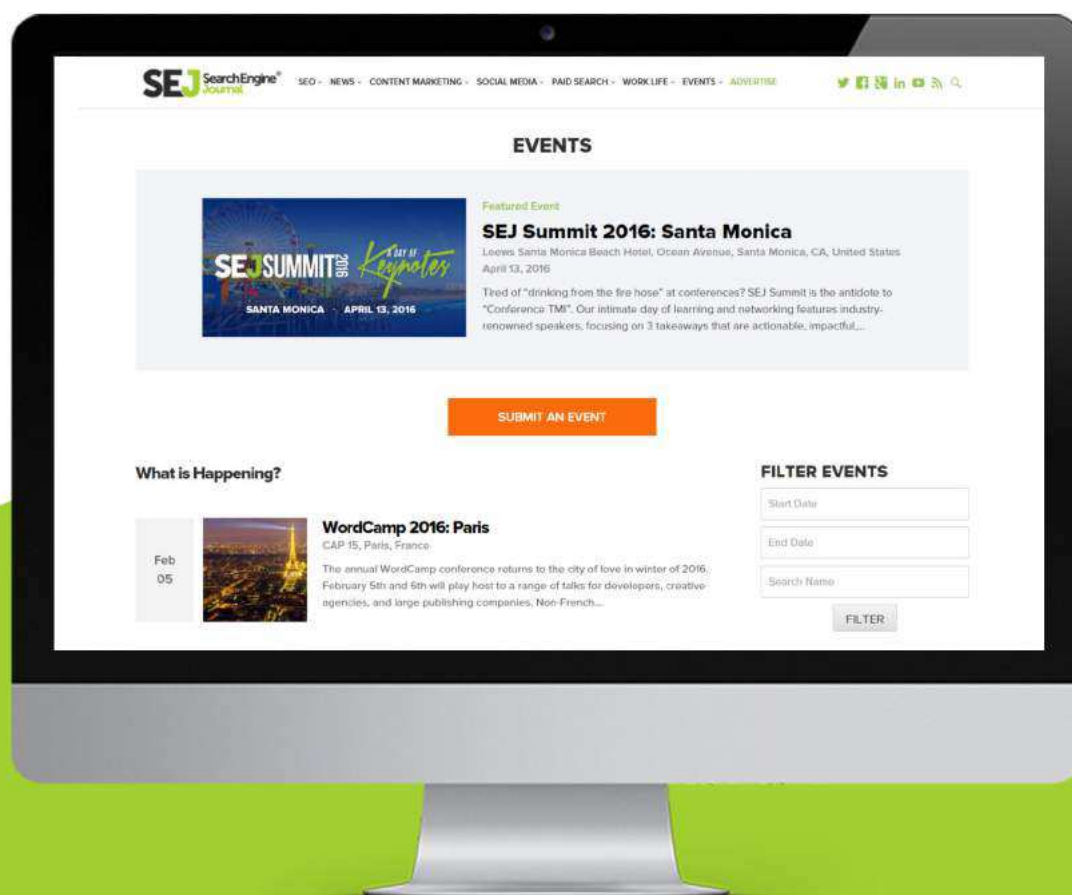 SEJ SearchEngine®
Journal
SEO NEWS CONTENT MARKETING SOCIAL MEDIA PAID SEARCH WORK LIFE EVENTS ADVERTISE
EVENTS
SEJ SUMMIT 2016 A DAY OF Keynotes
SANTA MONICA · APRIL 13, 2016
Featured Event
SEJ Summit 2016: Santa Monica
Loews Santa Monica Beach Hotel, Ocean Avenue, Santa Monica, CA, United States
April 13, 2016
Tired of “drinking from the fire hose” at conferences? SEJ Summit is the antidote to
“Conference TMI”. Our intimate day of learning and networking features industry-
renowned speakers, focusing on 3 takeaways that are actionable, impactful,...
SUBMIT AN EVENT
What is Happening?
Feb
05
WordCamp 2016: Paris
CAP 15, Paris, France
The annual WordCamp conference returns to the city of love in winter of 2016.
February 5th and 6th will play host to a range of talks for developers, creative
agencies, and large publishing companies. Non-French...
FILTER EVENTS
Start Date
End Date
Search Name
FILTER